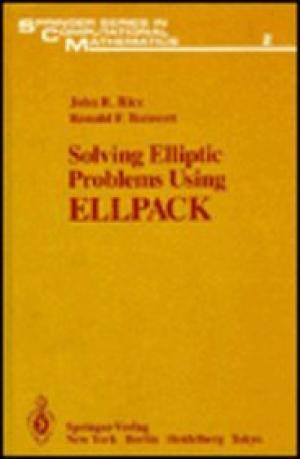 SPRINGER SERIES IN
COMPUTATIONAL
MATHEMATICS
2
John R. Rice
Ronald F. Boisvert
Solving Elliptic
Problems Using
ELLPACK
Springer-Verlag
New York Berlin Heidelberg Tokyo